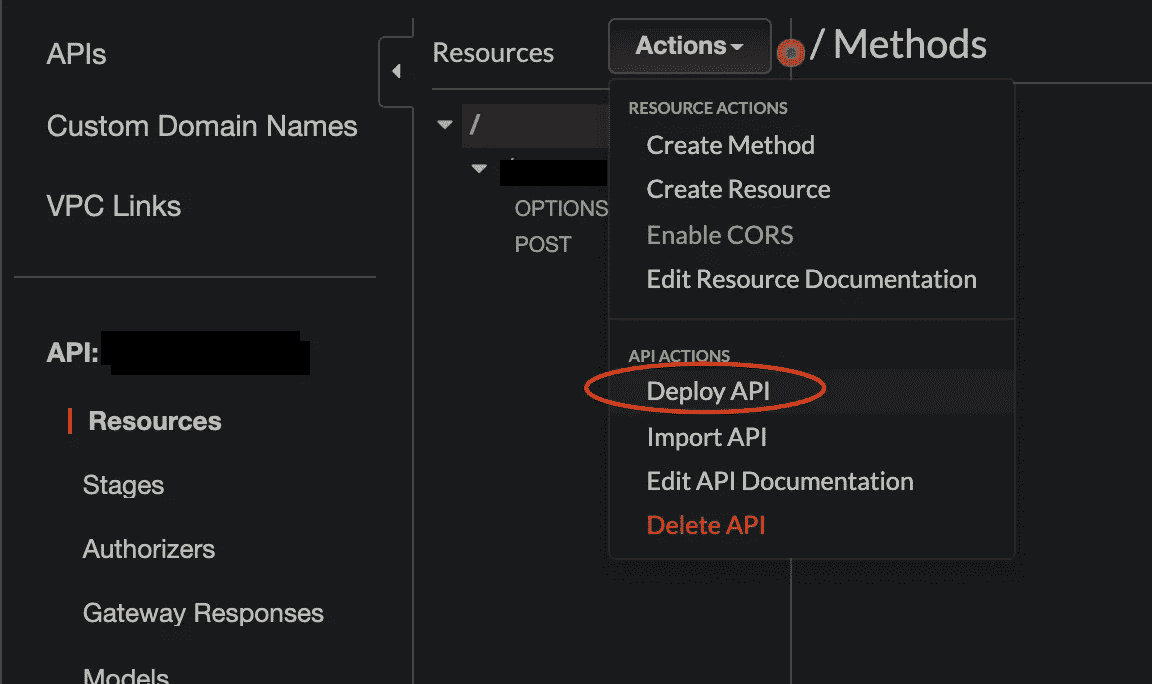 APIs
Custom Domain Names
VPC Links
API:
Resources
Stages
Authorizers
Gateway Responses
Models
Resources
Actions
/ Methods
/
/
OPTIONS
POST
RESOURCE ACTIONS
Create Method
Create Resource
Enable CORS
Edit Resource Documentation
API ACTIONS
Deploy API
Import API
Edit API Documentation
Delete API